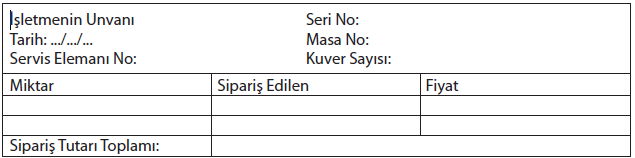 İşletmenin Unvanı Seri No:
Tarih: .../.../... Masa No:
Servis Elemanı No: Kuver Sayısı:
Miktar Sipariş Edilen Fiyat
Sipariş Tutarı Toplamı: